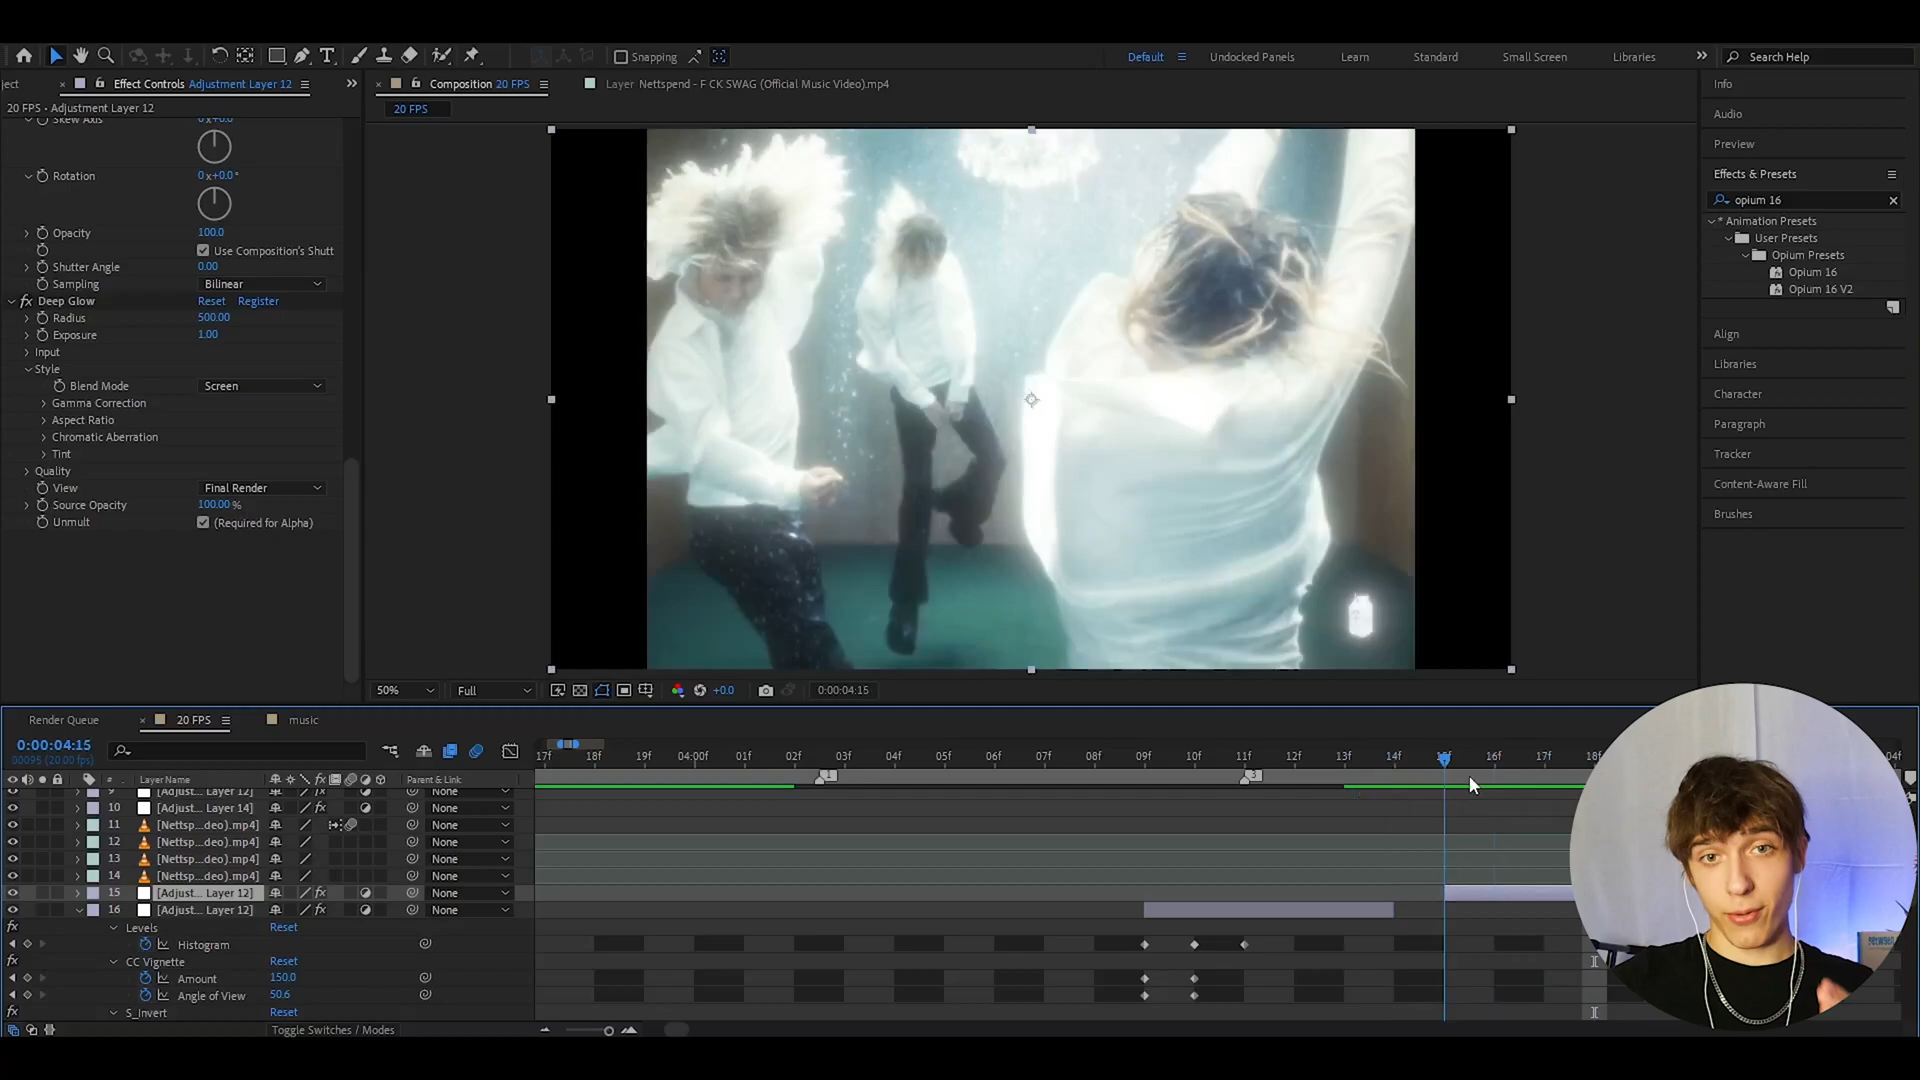 Snapping
Default
Undocked Panels
Learn
Standard
Small Screen
Libraries
Search Help
ject
Effect Controls Adjustment Layer 12
Composition 20 FPS
Layer Nettspend - F CK SWAG (Official Music Video).mp4
Info
20 FPS • Adjustment Layer 12
20 FPS
Audio
Skew Axis
0 x+0.0°
Preview
Rotation
0 x+0.0°
Effects & Presets
opium 16
* Animation Presets
User Presets
Opium Presets
Opium 16
Opium 16 V2
Opacity
100.0
Use Composition's Shutt
Shutter Angle
0.00
Sampling
Bilinear
fx Deep Glow
Reset
Register
Radius
500.00
Exposure
1.00
Input
Style
Blend Mode
Screen
Gamma Correction
Aspect Ratio
Chromatic Aberration
Tint
Quality
View
Final Render
Source Opacity
100.00 %
Unmult
(Required for Alpha)
Align
Libraries
Character
Paragraph
Tracker
Content-Aware Fill
Brushes
50%
Full
+0.0
0:00:04:15
Render Queue
20 FPS
music
0:00:04:15
00095 (20.00 fps)
17f
18f
19f
04:00f
01f
02f
03f
04f
05f
06f
07f
08f
09f
10f
11f
12f
13f
14f
15f
16f
17f
18f
04f
#
Layer Name
fx
Parent & Link
1
3
9
[Adjust... Layer 12]
fx
None
10
[Adjust... Layer 14]
fx
None
11
[Nettsp...deo).mp4]
None
12
[Nettsp...deo).mp4]
None
13
[Nettsp...deo).mp4]
None
14
[Nettsp...deo).mp4]
None
15
[Adjust... Layer 12]
fx
None
16
[Adjust... Layer 12]
fx
None
fx
Levels
Reset
Histogram
fx
CC Vignette
Reset
Amount
150.0
Angle of View
50.6
fx
S_Invert
Reset
Toggle Switches / Modes